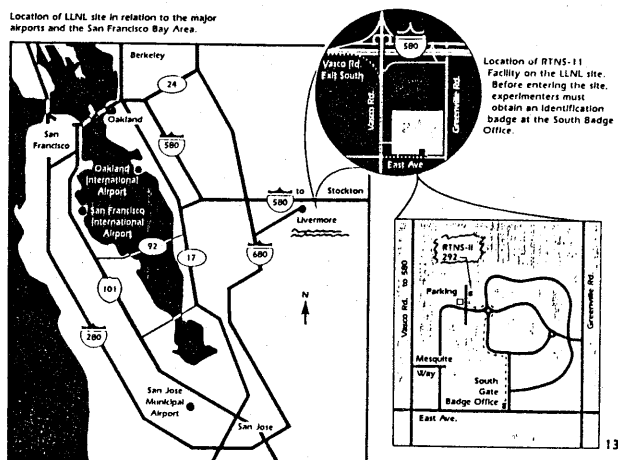 Location of LLNL site in relation to the major
airports and the San Francisco Bay Area.
Berkeley
24
Oakland
San
Francisco
580
Oakland
International
Airport
San Francisco
International
Airport
92
17
101
280
680
580
to
Stockton
Livermore
N
San Jose
Municipal
Airport
San Jose
580
Vasco Rd.
Exit South
Vasco Rd.
Greenville Rd.
East Ave
Location of RTNS-11
Facility on the LLNL site.
Before entering the site,
experimenters must
obtain an identification
badge at the South Badge
Office.
RTNS-II
292
Parking
Vasco Rd. to 580
Greenville Rd.
Mesquite
Way
South
Gate
Badge Office
East Ave.
13